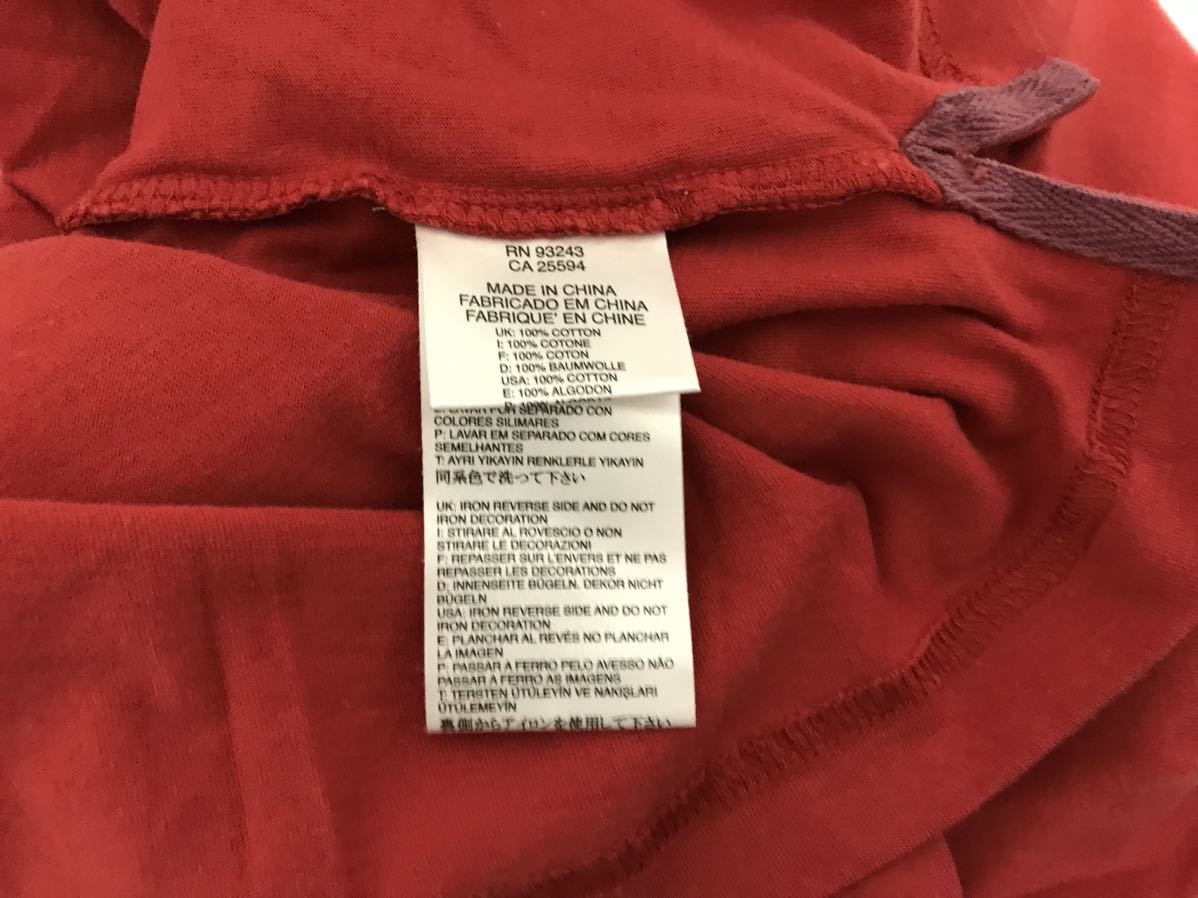 RN 93243
CA 25594
MADE IN CHINA
FABRICADO EM CHINA
FABRIQUE' EN CHINE
UK: 100% COTTON
I: 100% COTONE
F: 100% COTON
D: 100% BAUMWOLLE
USA: 100% COTTON
E: 100% ALGODON
E: LAVAR POR SEPARADO CON
COLORES SILIMARES
P: LAVAR EM SEPARADO COM CORES
SEMELHANTES
T: AYRI YIKAYIN RENKLERLE YIKAYIN
同系色で洗って下さい
UK: IRON REVERSE SIDE AND DO NOT
IRON DECORATION
I: STIRARE AL ROVESCIO O NON
STIRARE LE DECORAZIONI
F: REPASSER SUR L'ENVERS ET NE PAS
REPASSER LES DECORATIONS
D: INNENSEITE BÜGELN. DEKOR NICHT
BÜGELN
USA: IRON REVERSE SIDE AND DO NOT
IRON DECORATION
E: PLANCHAR AL REVÉS NO PLANCHAR
LA IMAGEN
P: PASSAR A FERRO PELO AVESSO NÃO
PASSAR A FERRO AS IMAGENS
T: TERSTEN ÜTÜLEYİN VE NAKIŞLARI
ÜTÜLEMEYİN
裏側からアイロンを使用して下さい